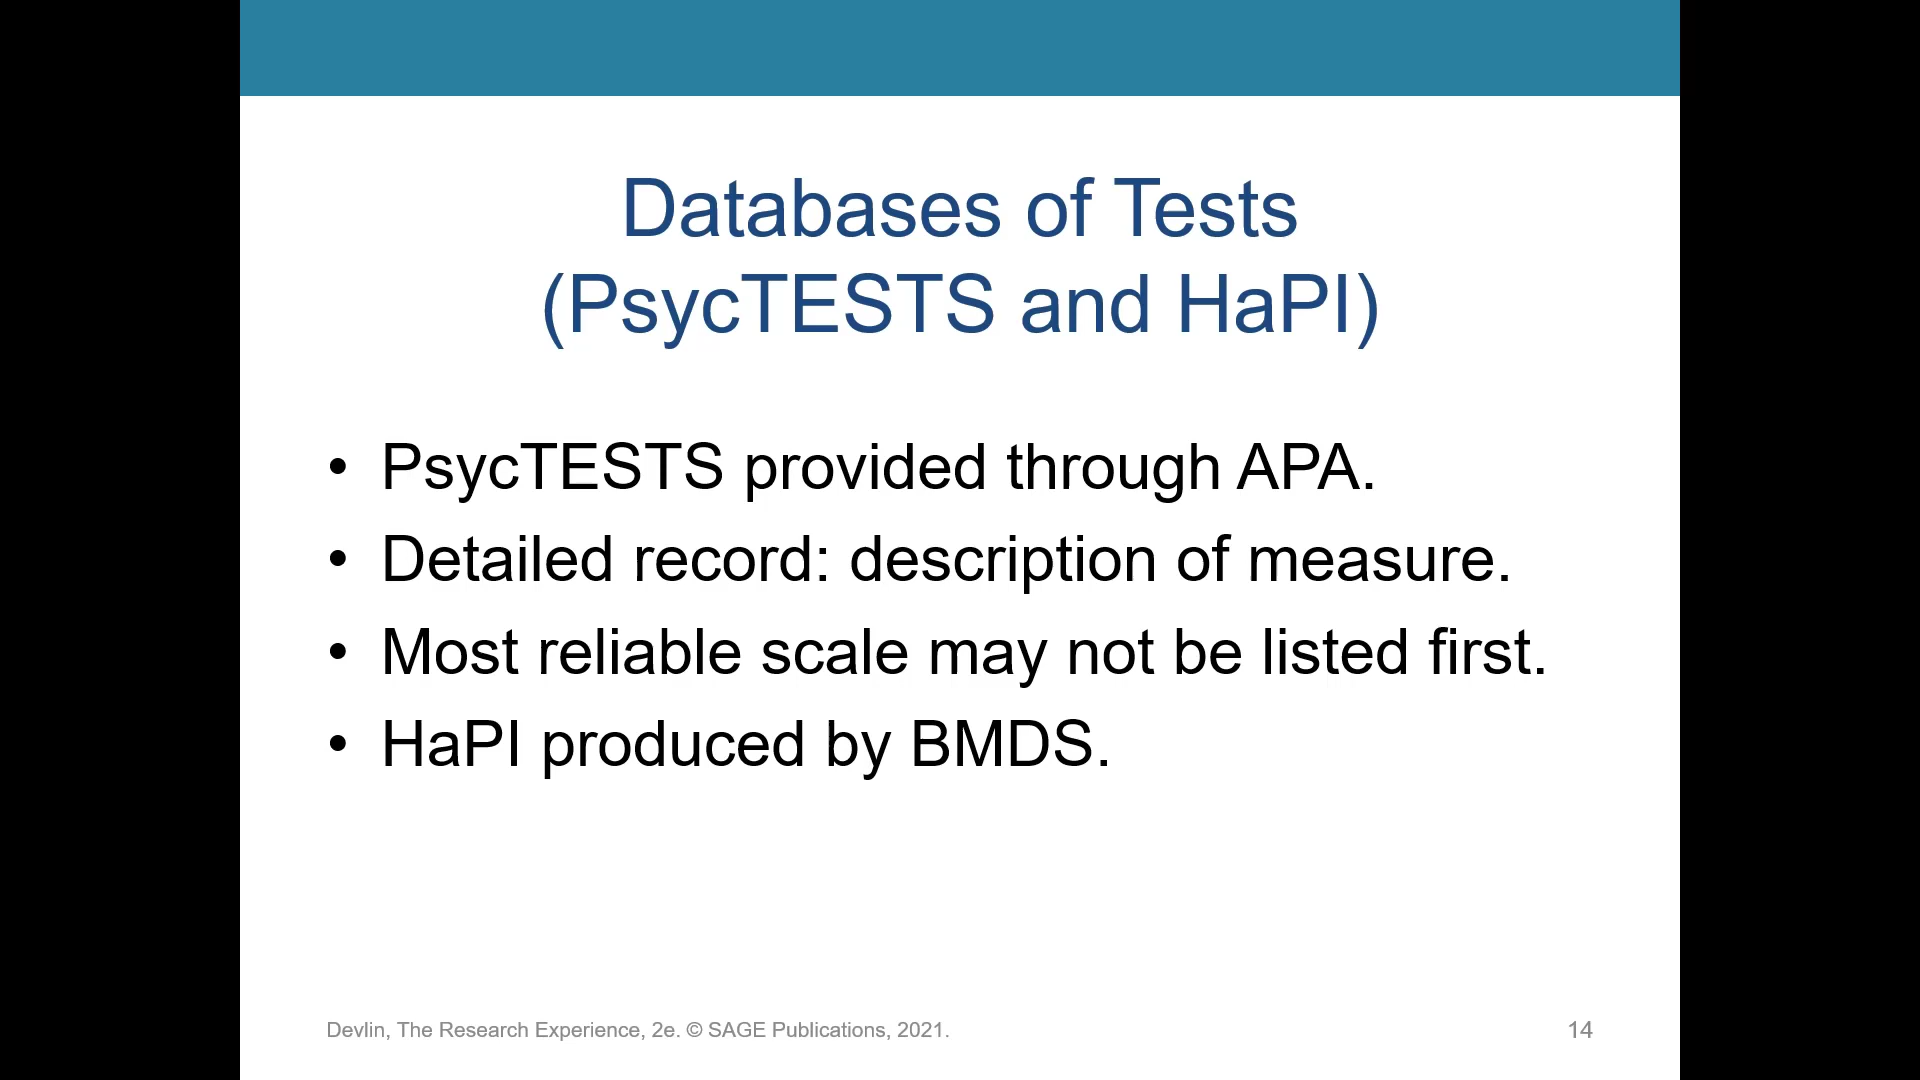 Databases of Tests
(PsycTESTS and HaPI)
• PsycTESTS provided through APA.
• Detailed record: description of measure.
• Most reliable scale may not be listed first.
• HaPI produced by BMDS.
Devlin, The Research Experience, 2e. © SAGE Publications, 2021.
14